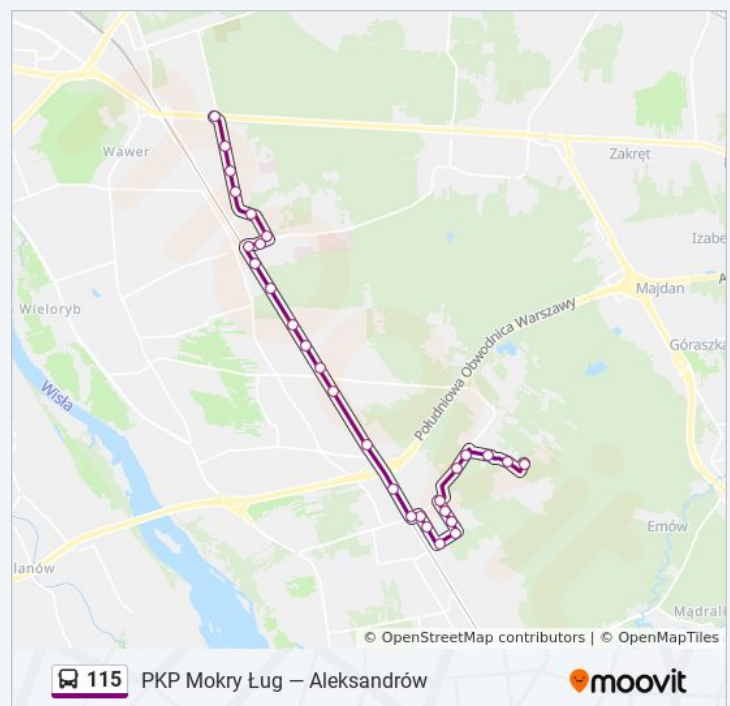 Wawer
Zakręt
Izabe
Wieloryb
Majdan
A
Góraszka
Południowa Obwodnica Warszawy
Wisła
Emów
lanów
Mądrali
© OpenStreetMap contributors | © OpenMapTiles
115 PKP Mokry Ług — Aleksandrów
moovit